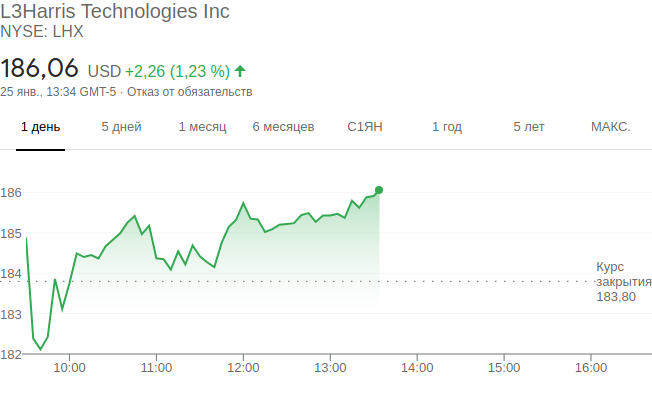 L3Harris Technologies Inc
NYSE: LHX
186,06 USD +2,26 (1,23 %)
25 янв., 13:34 GMT-5 · Отказ от обязательств
1 день 5 дней 1 месяц 6 месяцев С1ЯН 1 год 5 лет МАКС.
186
185
184
183
182
Курс
закрытия
183,80
10:00 11:00 12:00 13:00 14:00 15:00 16:00